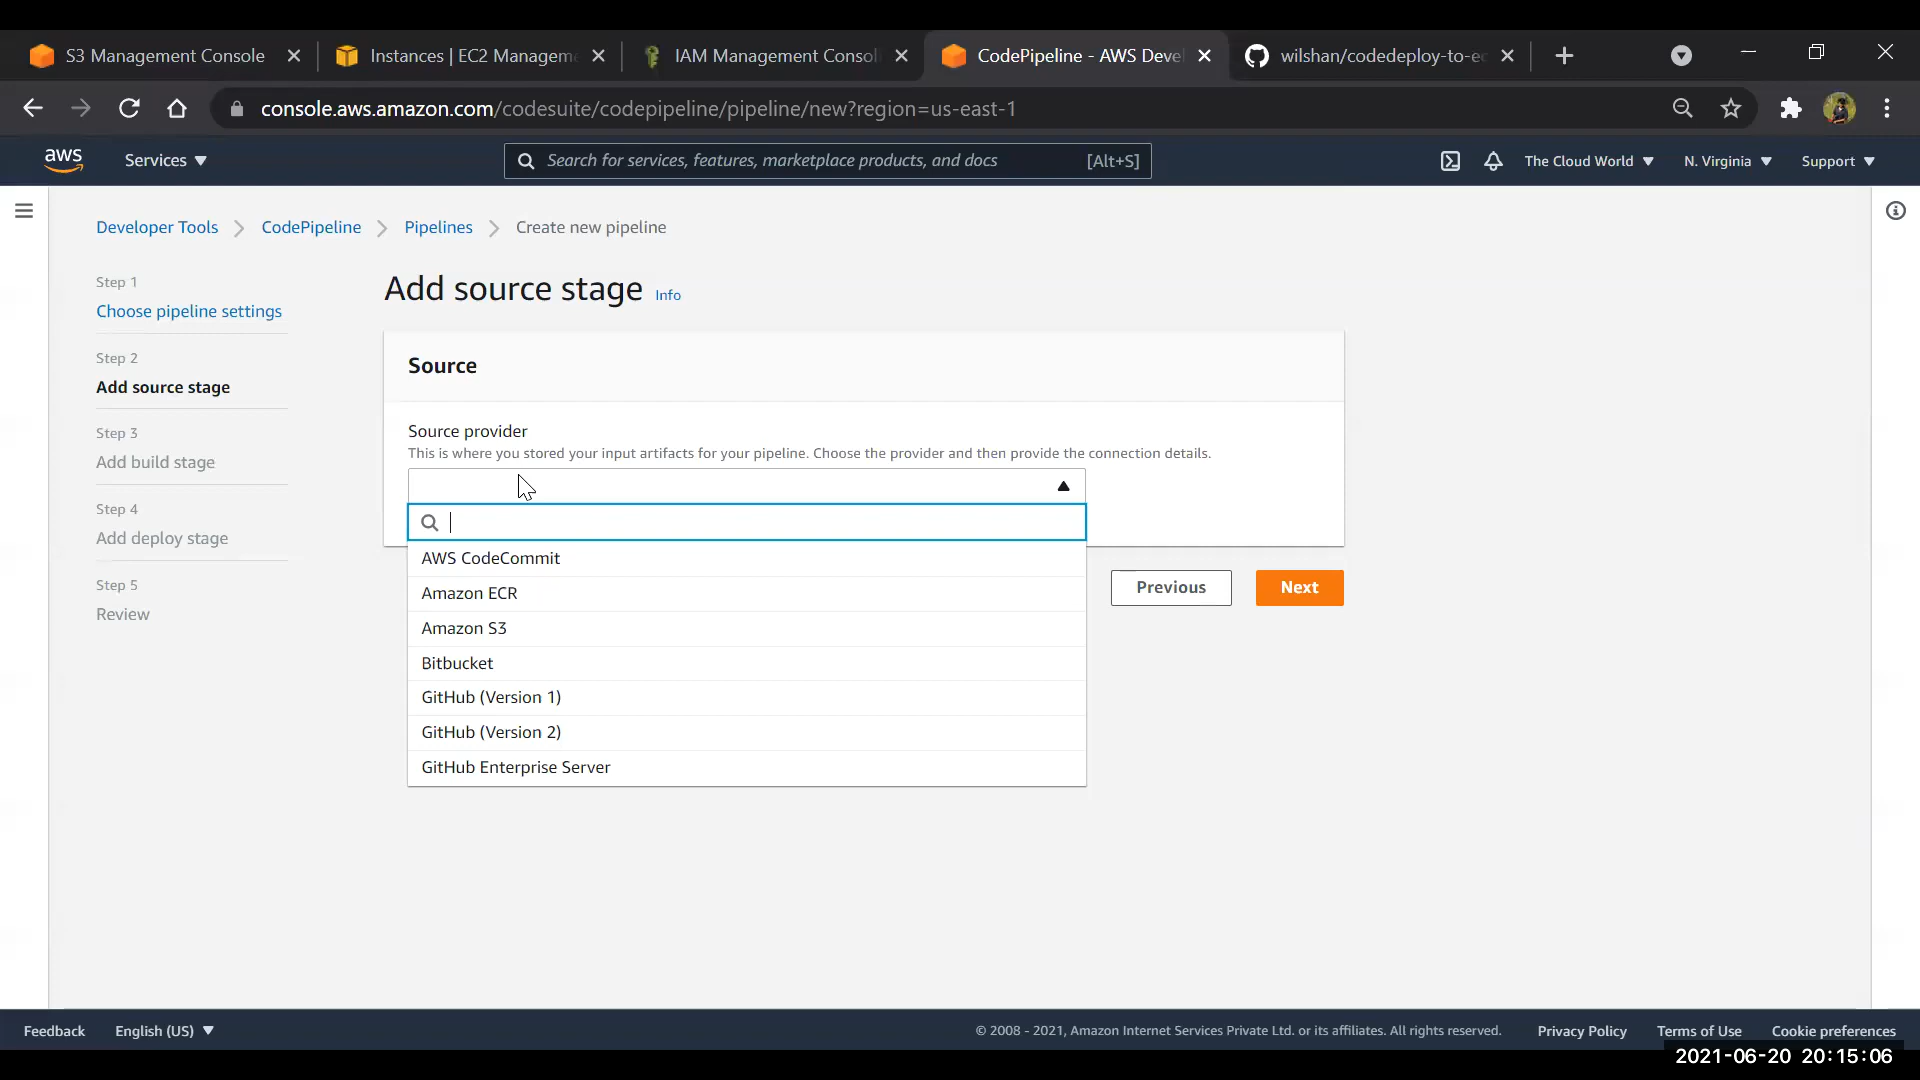 S3 Management Console
Instances | EC2 Managem
IAM Management Consol
CodePipeline - AWS Deve
wilshan/codedeploy-to-ec
console.aws.amazon.com/codesuite/codepipeline/pipeline/new?region=us-east-1
aws
Services
Search for services, features, marketplace products, and docs
[Alt+S]
The Cloud World
N. Virginia
Support
Developer Tools
CodePipeline
Pipelines
Create new pipeline
Step 1
Choose pipeline settings
Step 2
Add source stage
Step 3
Add build stage
Step 4
Add deploy stage
Step 5
Review
Add source stage Info
Source
Source provider
This is where you stored your input artifacts for your pipeline. Choose the provider and then provide the connection details.
AWS CodeCommit
Amazon ECR
Amazon S3
Bitbucket
GitHub (Version 1)
GitHub (Version 2)
GitHub Enterprise Server
Previous
Next
Feedback
English (US)
© 2008 - 2021, Amazon Internet Services Private Ltd. or its affiliates. All rights reserved.
Privacy Policy
Terms of Use
Cookie preferences
2021-06-20 20:15:06